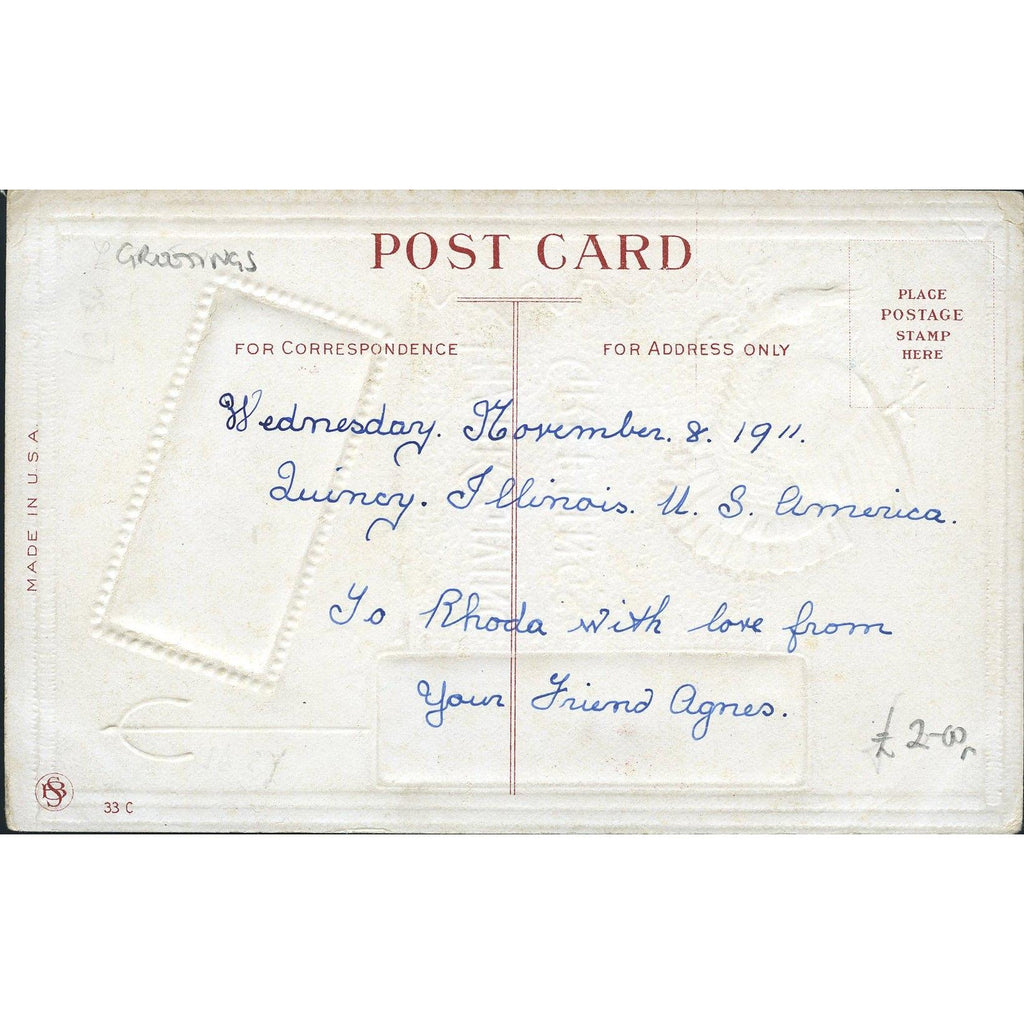 GREETINGS
POST CARD
PLACE
POSTAGE
STAMP
HERE
FOR CORRESPONDENCE
FOR ADDRESS ONLY
Wednesday. November. 8. 1911.
Quincy. Illinois. U. S. America.
To Rhoda with love from
Your Friend Agnes.
£2-00
MADE IN U.S.A.
33 C